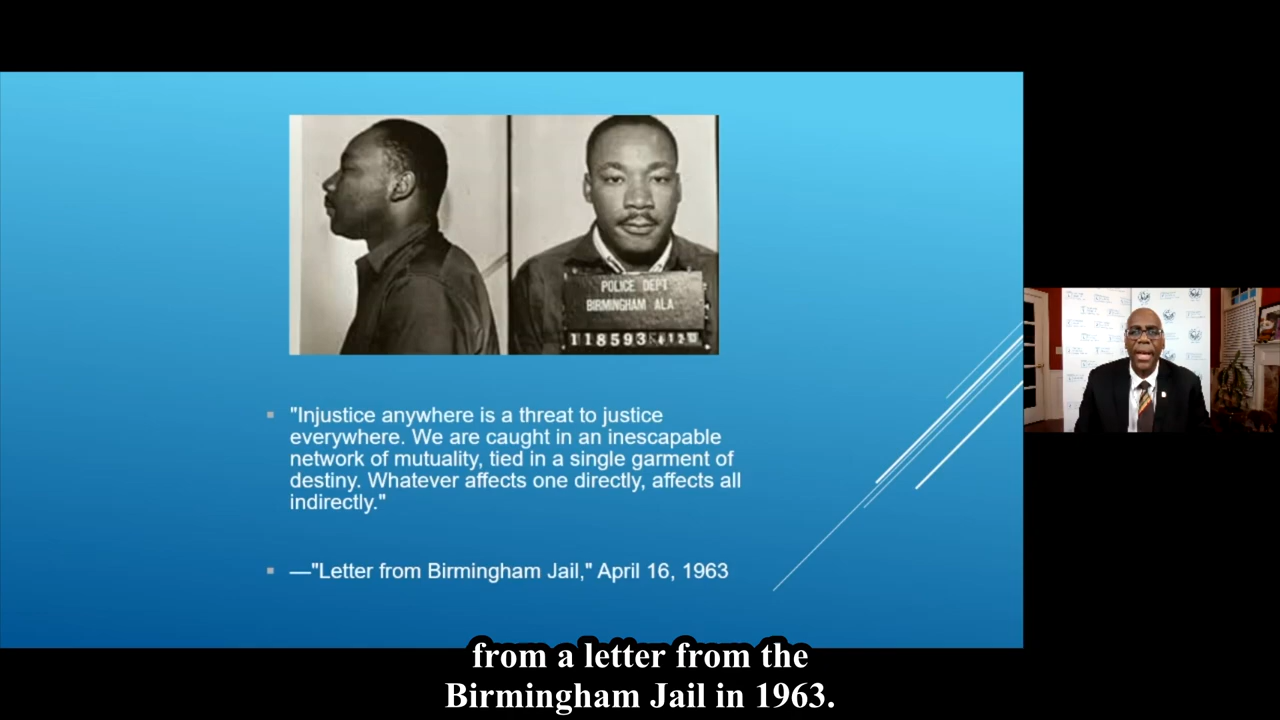 POLICE DEPT
BIRMINGHAM ALA
118593
"Injustice anywhere is a threat to justice
everywhere. We are caught in an inescapable
network of mutuality, tied in a single garment of
destiny. Whatever affects one directly, affects all
indirectly."
—"Letter from Birmingham Jail," April 16, 1963
from a letter from the
Birmingham Jail in 1963.